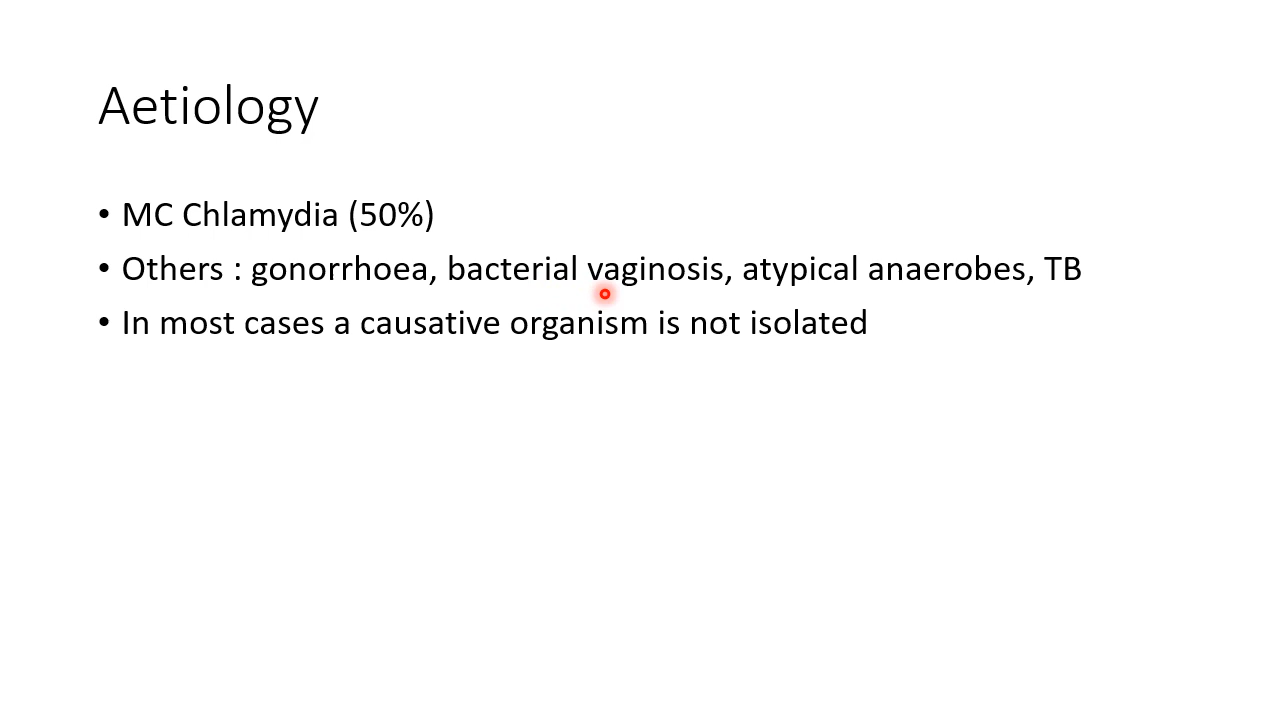 Aetiology
• MC Chlamydia (50%)
• Others : gonorrhoea, bacterial vaginosis, atypical anaerobes, TB
• In most cases a causative organism is not isolated